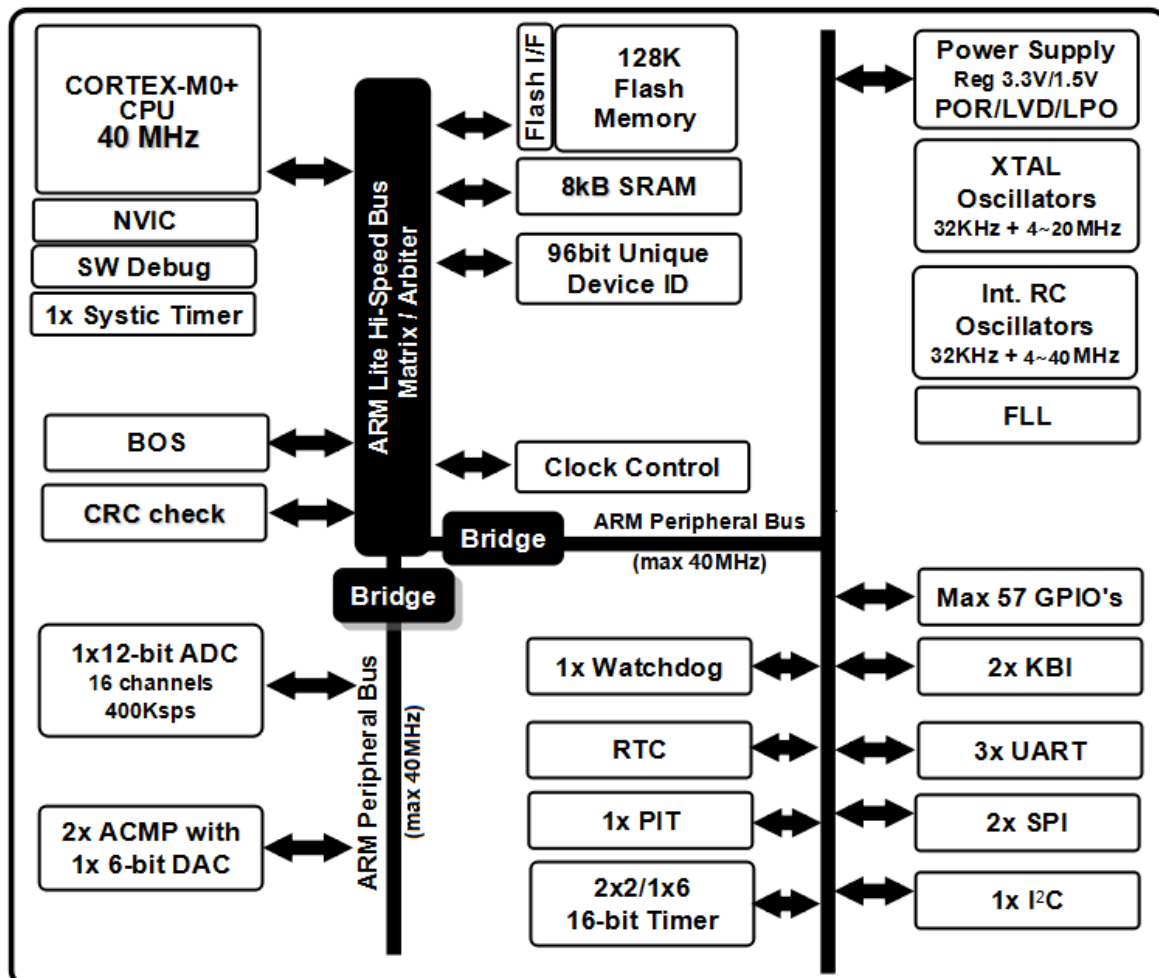 CORTEX-M0+
CPU
40 MHz
NVIC
SW Debug
1x Systic Timer
BOS
CRC check
ARM Lite Hi-Speed Bus
Matrix / Arbiter
Flash I/F
128K
Flash
Memory
8kB SRAM
96bit Unique
Device ID
Clock Control
Bridge
ARM Peripheral Bus
(max 40MHz)
Bridge
ARM Peripheral Bus
(max 40MHz)
1x12-bit ADC
16 channels
400Ksps
2x ACMP with
1x 6-bit DAC
1x Watchdog
RTC
1x PIT
2x2/1x6
16-bit Timer
Power Supply
Reg 3.3V/1.5V
POR/LVD/LPO
XTAL
Oscillators
32KHz + 4~20MHz
Int. RC
Oscillators
32KHz + 4~40MHz
FLL
Max 57 GPIO's
2x KBI
3x UART
2x SPI
1x I²C